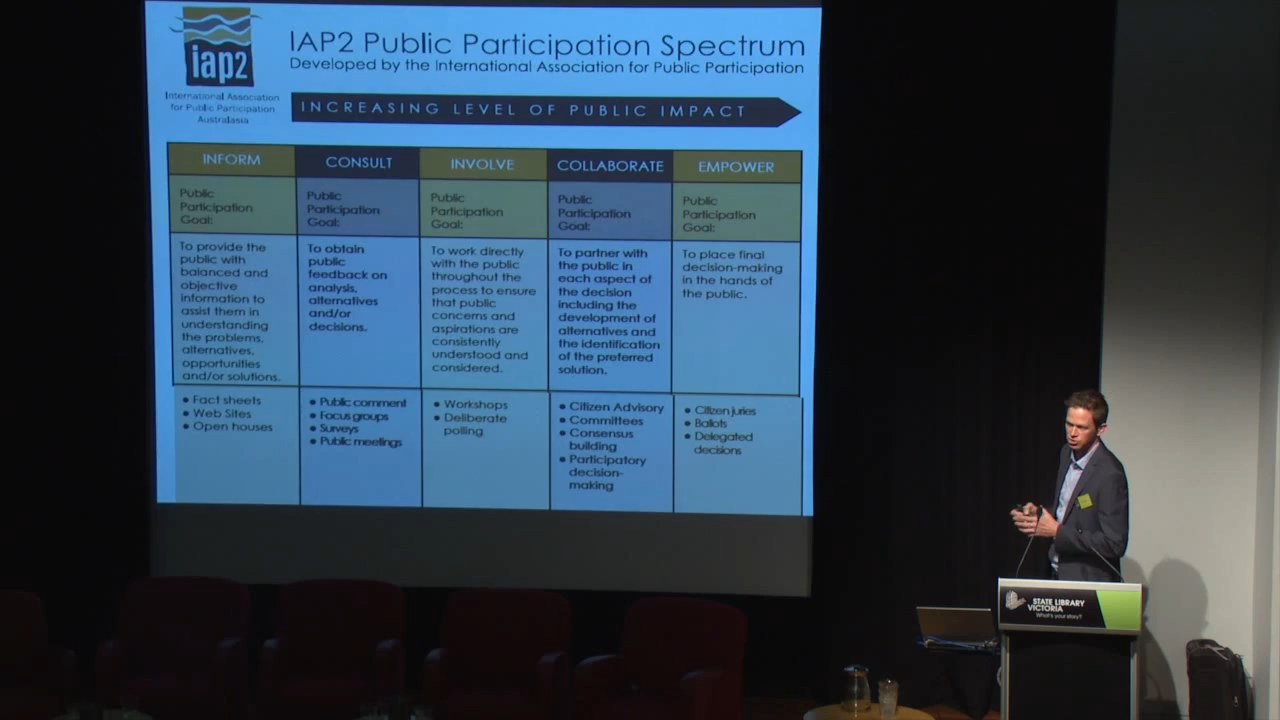 iap2
International Association
for Public Participation
Australasia
IAP2 Public Participation Spectrum
Developed by the International Association for Public Participation
INCREASING LEVEL OF PUBLIC IMPACT
INFORM
Public
Participation
Goal:
To provide the
public with
balanced and
objective
information to
assist them in
understanding
the problems,
alternatives,
opportunities
and/or solutions.
• Fact sheets
• Web Sites
• Open houses
CONSULT
Public
Participation
Goal:
To obtain
public
feedback on
analysis,
alternatives
and/or
decisions.
• Public comment
• Focus groups
• Surveys
• Public meetings
INVOLVE
Public
Participation
Goal:
To work directly
with the public
throughout the
process to ensure
that public
concerns and
aspirations are
consistently
understood and
considered.
• Workshops
• Deliberate
polling
COLLABORATE
Public
Participation
Goal:
To partner with
the public in
each aspect of
the decision
including the
development of
alternatives and
the identification
of the preferred
solution.
• Citizen Advisory
• Committees
• Consensus
building
• Participatory
decision-
making
EMPOWER
Public
Participation
Goal:
To place final
decision-making
in the hands of
the public.
• Citizen juries
• Ballots
• Delegated
decisions
STATE LIBRARY
VICTORIA
What's your story?